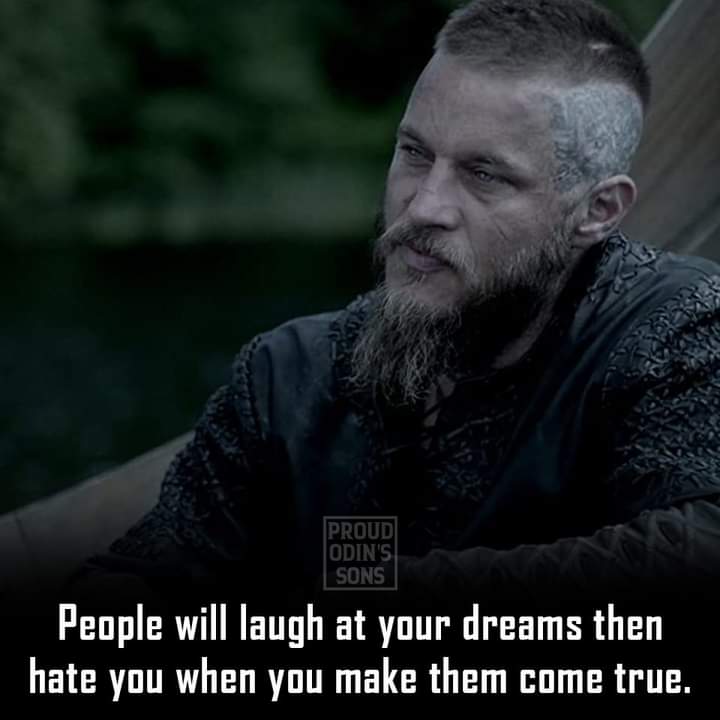 PROUD
ODIN'S
SONS
People will laugh at your dreams then
hate you when you make them come true.